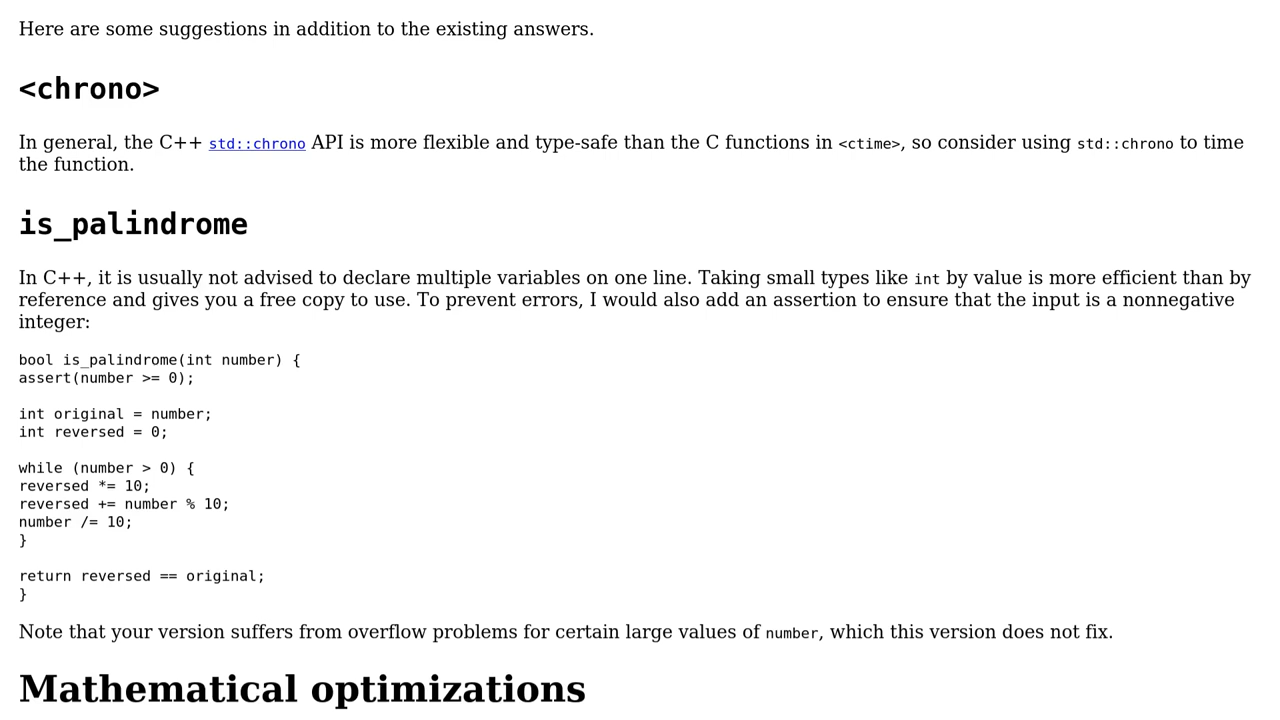 Here are some suggestions in addition to the existing answers.
<chrono>
In general, the C++ std::chrono API is more flexible and type-safe than the C functions in <ctime>, so consider using std::chrono to time
the function.
is_palindrome
In C++, it is usually not advised to declare multiple variables on one line. Taking small types like int by value is more efficient than by
reference and gives you a free copy to use. To prevent errors, I would also add an assertion to ensure that the input is a nonnegative
integer:
bool is_palindrome(int number) {
assert(number >= 0);
int original = number;
int reversed = 0;
while (number > 0) {
reversed *= 10;
reversed += number % 10;
number /= 10;
}
return reversed == original;
}
Note that your version suffers from overflow problems for certain large values of number, which this version does not fix.
Mathematical optimizations